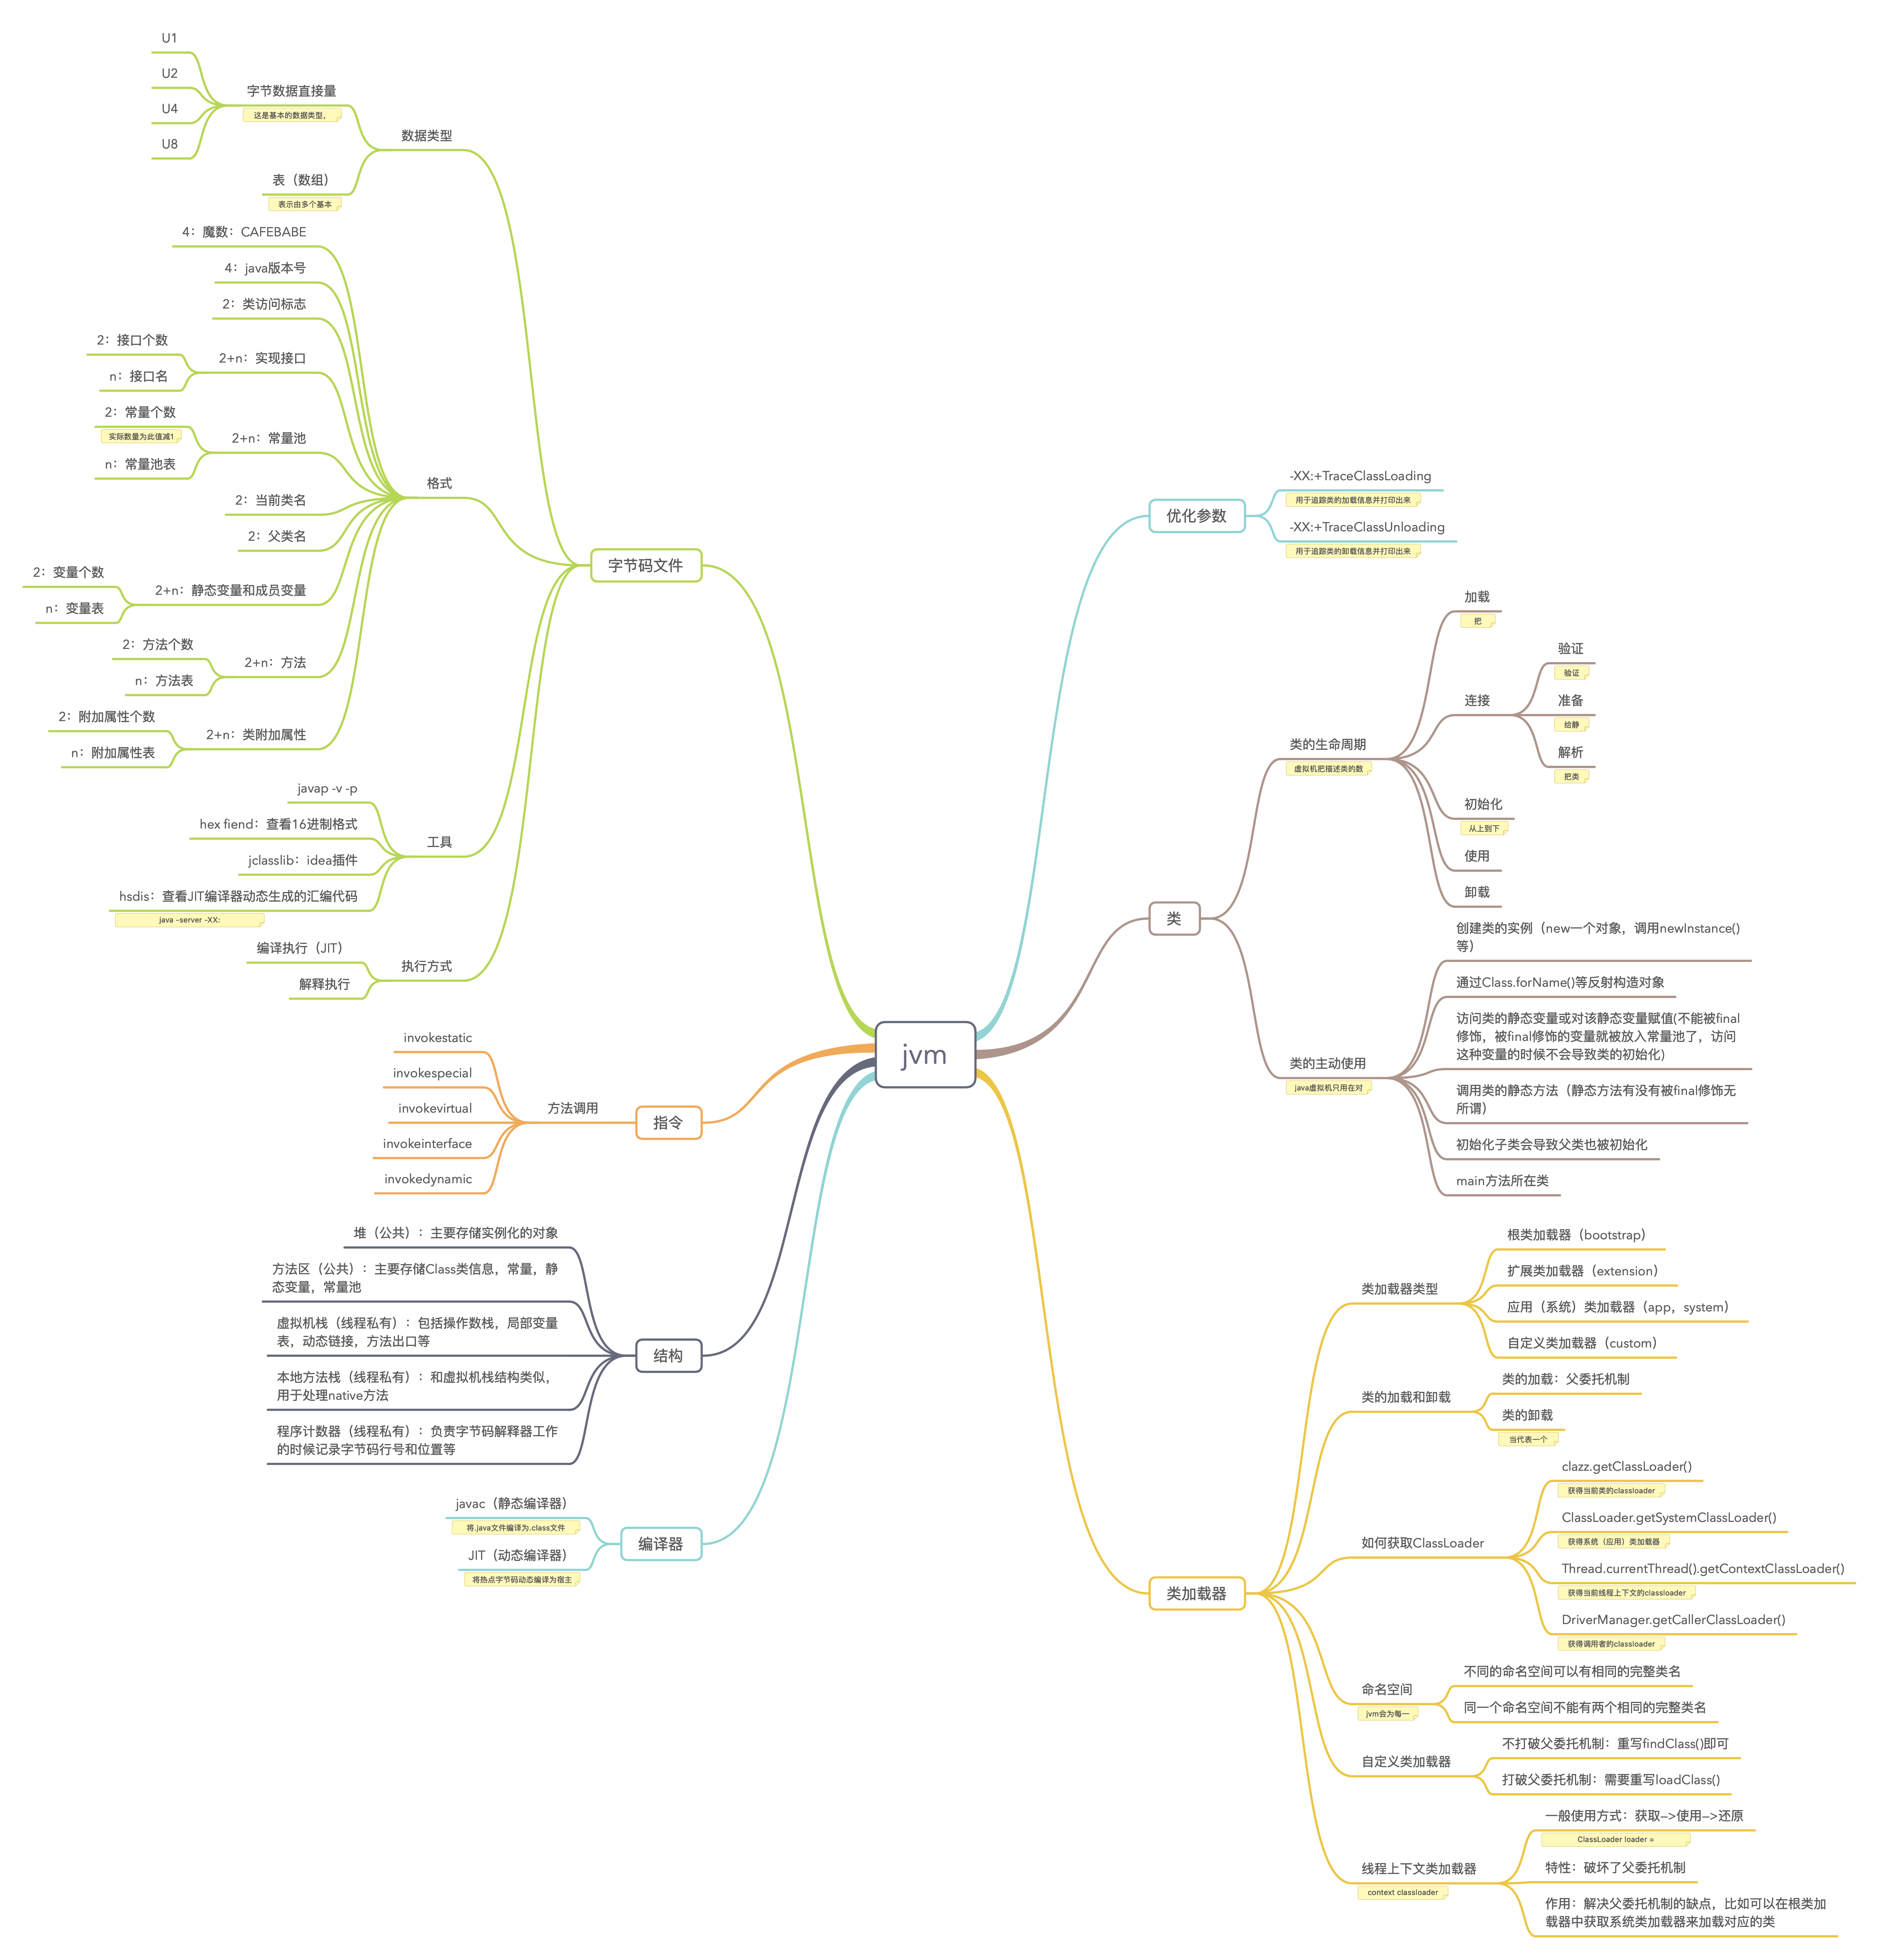 jvm
字节码文件
数据类型
字节数据直接量
这是基本的数据类型，
U1
U2
U4
U8
表（数组）
表示由多个基本
格式
4：魔数：CAFEBABE
4：java版本号
2：类访问标志
2+n：实现接口
2：接口个数
n：接口名
2+n：常量池
2：常量个数
实际数量为此值减1
n：常量池表
2：当前类名
2：父类名
2+n：静态变量和成员变量
2：变量个数
n：变量表
2+n：方法
2：方法个数
n：方法表
2+n：类附加属性
2：附加属性个数
n：附加属性表
工具
javap -v -p
hex fiend：查看16进制格式
jclasslib：idea插件
hsdis：查看JIT编译器动态生成的汇编代码
java -server -XX:
执行方式
编译执行（JIT）
解释执行
指令
方法调用
invokestatic
invokespecial
invokevirtual
invokeinterface
invokedynamic
结构
堆（公共）：主要存储实例化的对象
方法区（公共）：主要存储Class类信息，常量，静
态变量，常量池
虚拟机栈（线程私有）：包括操作数栈，局部变量
表，动态链接，方法出口等
本地方法栈（线程私有）：和虚拟机栈结构类似，
用于处理native方法
程序计数器（线程私有）：负责字节码解释器工作
的时候记录字节码行号和位置等
编译器
javac（静态编译器）
将.java文件编译为.class文件
JIT（动态编译器）
将热点字节码动态编译为宿主
优化参数
-XX:+TraceClassLoading
用于追踪类的加载信息并打印出来
-XX:+TraceClassUnloading
用于追踪类的卸载信息并打印出来
类
类的生命周期
虚拟机把描述类的数
加载
把
连接
验证
验证
准备
给静
解析
把类
初始化
从上到下
使用
卸载
类的主动使用
java虚拟机只用在对
创建类的实例（new一个对象，调用newInstance()
等）
通过Class.forName()等反射构造对象
访问类的静态变量或对该静态变量赋值(不能被final
修饰，被final修饰的变量就被放入常量池了，访问
这种变量的时候不会导致类的初始化)
调用类的静态方法（静态方法有没有被final修饰无
所谓）
初始化子类会导致父类也被初始化
main方法所在类
类加载器
类加载器类型
根类加载器（bootstrap）
扩展类加载器（extension）
应用（系统）类加载器（app，system）
自定义类加载器（custom）
类的加载和卸载
类的加载：父委托机制
类的卸载
当代表一个
如何获取ClassLoader
clazz.getClassLoader()
获得当前类的classloader
ClassLoader.getSystemClassLoader()
获得系统（应用）类加载器
Thread.currentThread().getContextClassLoader()
获得当前线程上下文的classloader
DriverManager.getCallerClassLoader()
获得调用者的classloader
命名空间
jvm会为每一
不同的命名空间可以有相同的完整类名
同一个命名空间不能有两个相同的完整类名
自定义类加载器
不打破父委托机制：重写findClass()即可
打破父委托机制：需要重写loadClass()
线程上下文类加载器
context classloader
一般使用方式：获取–>使用–>还原
ClassLoader loader =
特性：破坏了父委托机制
作用：解决父委托机制的缺点，比如可以在根类加
载器中获取系统类加载器来加载对应的类